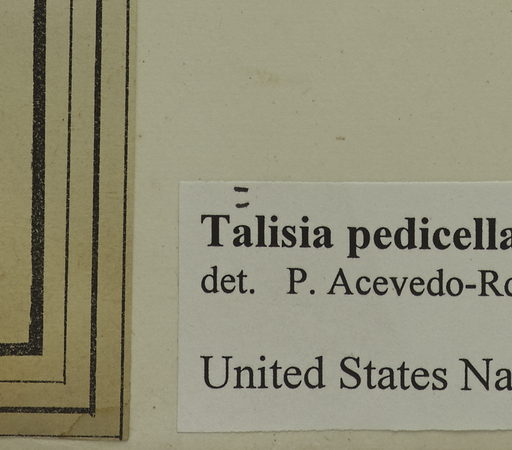 =
Talisia pedicella
det. P. Acevedo-Ro
United States Na